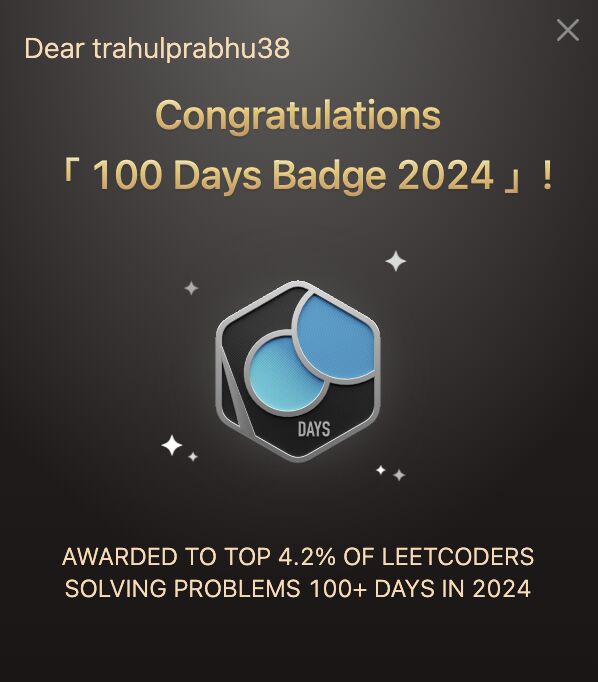 Dear trahulprabhu38
Congratulations
「 100 Days Badge 2024 」!
DAYS
AWARDED TO TOP 4.2% OF LEETCODERS
SOLVING PROBLEMS 100+ DAYS IN 2024